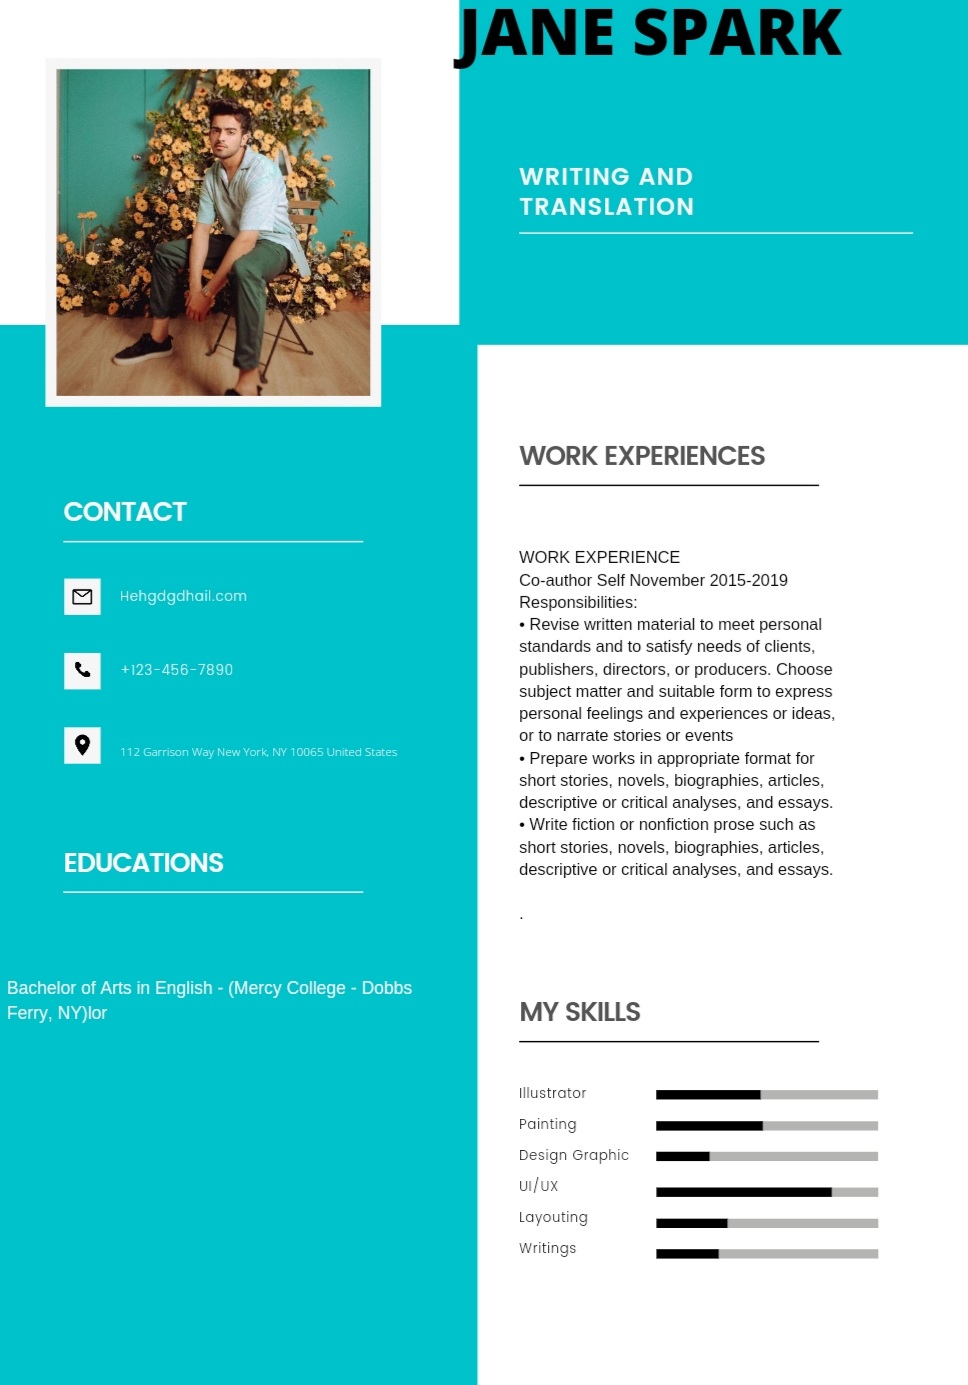 JANE SPARK
WRITING AND
TRANSLATION
CONTACT
Hehgdgdhail.com
+123-456-7890
112 Garrison Way New York, NY 10065 United States
EDUCATIONS
Bachelor of Arts in English - (Mercy College - Dobbs
Ferry, NY)lor
WORK EXPERIENCES
WORK EXPERIENCE
Co-author Self November 2015-2019
Responsibilities:
• Revise written material to meet personal
standards and to satisfy needs of clients,
publishers, directors, or producers. Choose
subject matter and suitable form to express
personal feelings and experiences or ideas,
or to narrate stories or events
• Prepare works in appropriate format for
short stories, novels, biographies, articles,
descriptive or critical analyses, and essays.
• Write fiction or nonfiction prose such as
short stories, novels, biographies, articles,
descriptive or critical analyses, and essays.
.
MY SKILLS
Illustrator
Painting
Design Graphic
UI/UX
Layouting
Writings